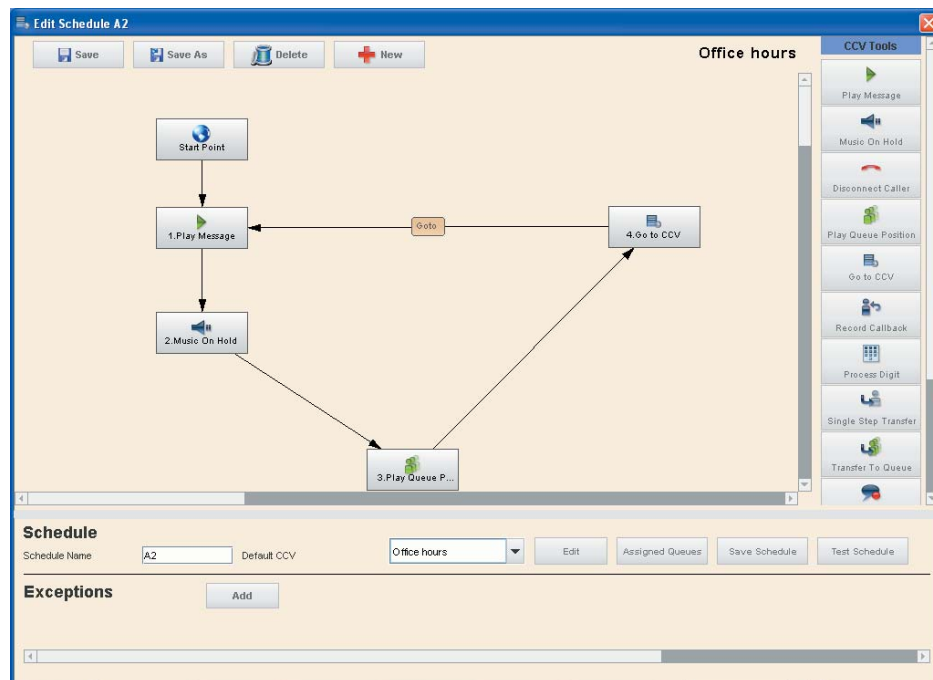 Edit Schedule A2
Save
Save As
Delete
New
Office hours
CCV Tools
Play Message
Music On Hold
Disconnect Caller
Play Queue Position
Go to CCV
Record Callback
Process Digit
Single Step Transfer
Transfer To Queue
Start Point
1.Play Message
Goto
4.Go to CCV
2.Music On Hold
3.Play Queue P...
Schedule
Schedule Name
A2
Default CCV
Office hours
Edit
Assigned Queues
Save Schedule
Test Schedule
Exceptions
Add